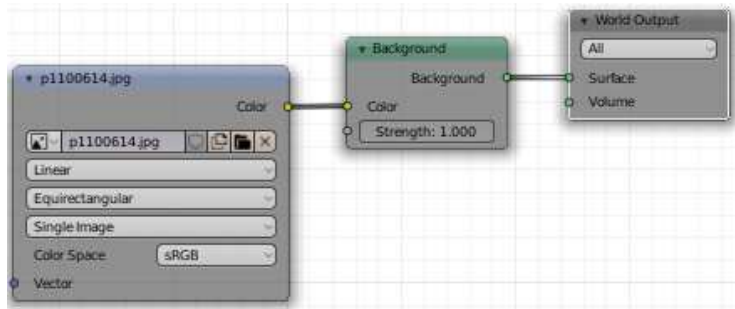 p1100614.jpg
Color
p1100614.jpg
Linear
Equirectangular
Single Image
Color Space sRGB
Vector
Background
Background
Color
Strength: 1.000
World Output
All
Surface
Volume